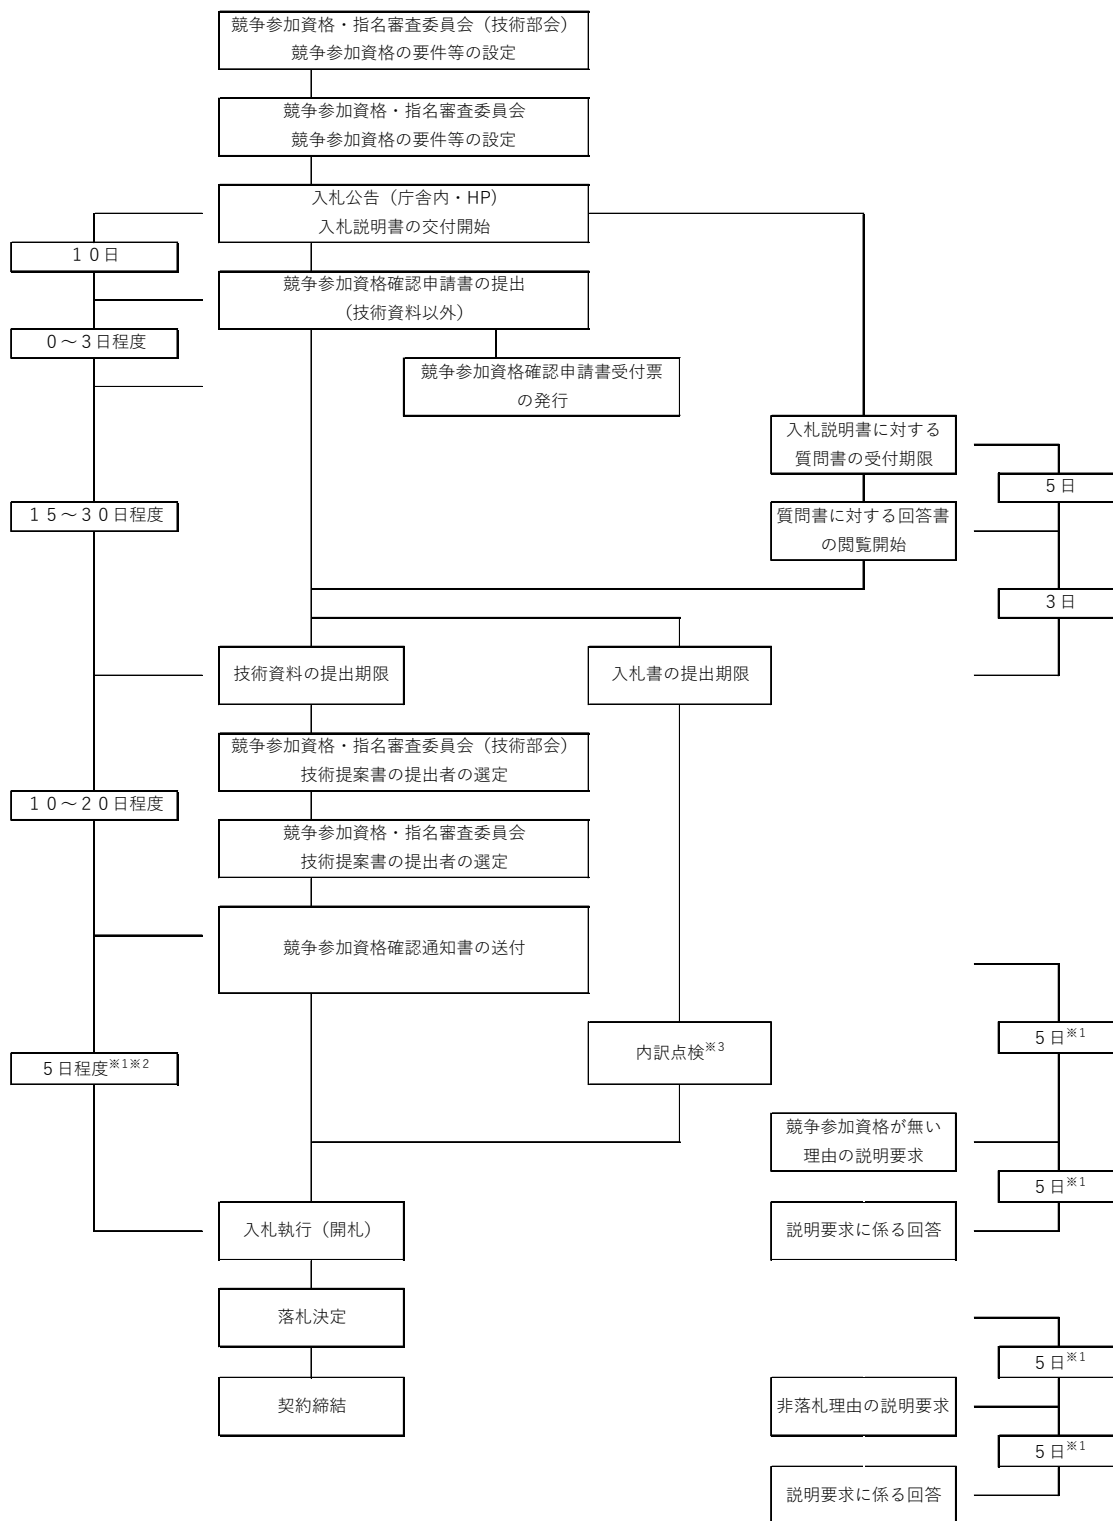 競争参加資格・指名審査委員会（技術部会）
競争参加資格の要件等の設定
競争参加資格・指名審査委員会
競争参加資格の要件等の設定
入札公告（庁舎内・HP）
入札説明書の交付開始
１０日
競争参加資格確認申請書の提出
（技術資料以外）
0～３日程度
競争参加資格確認申請書受付票
の発行
入札説明書に対する
質問書の受付期限
５日
１５～３０日程度
質問書に対する回答書
の閲覧開始
３日
技術資料の提出期限
入札書の提出期限
競争参加資格・指名審査委員会（技術部会）
技術提案書の提出者の選定
１０～２０日程度
競争参加資格・指名審査委員会
技術提案書の提出者の選定
競争参加資格確認通知書の送付
５日※1
内訳点検※3
５日程度※1※2
競争参加資格が無い
理由の説明要求
５日※1
入札執行（開札）
説明要求に係る回答
落札決定
５日※1
契約締結
非落札理由の説明要求
５日※1
説明要求に係る回答